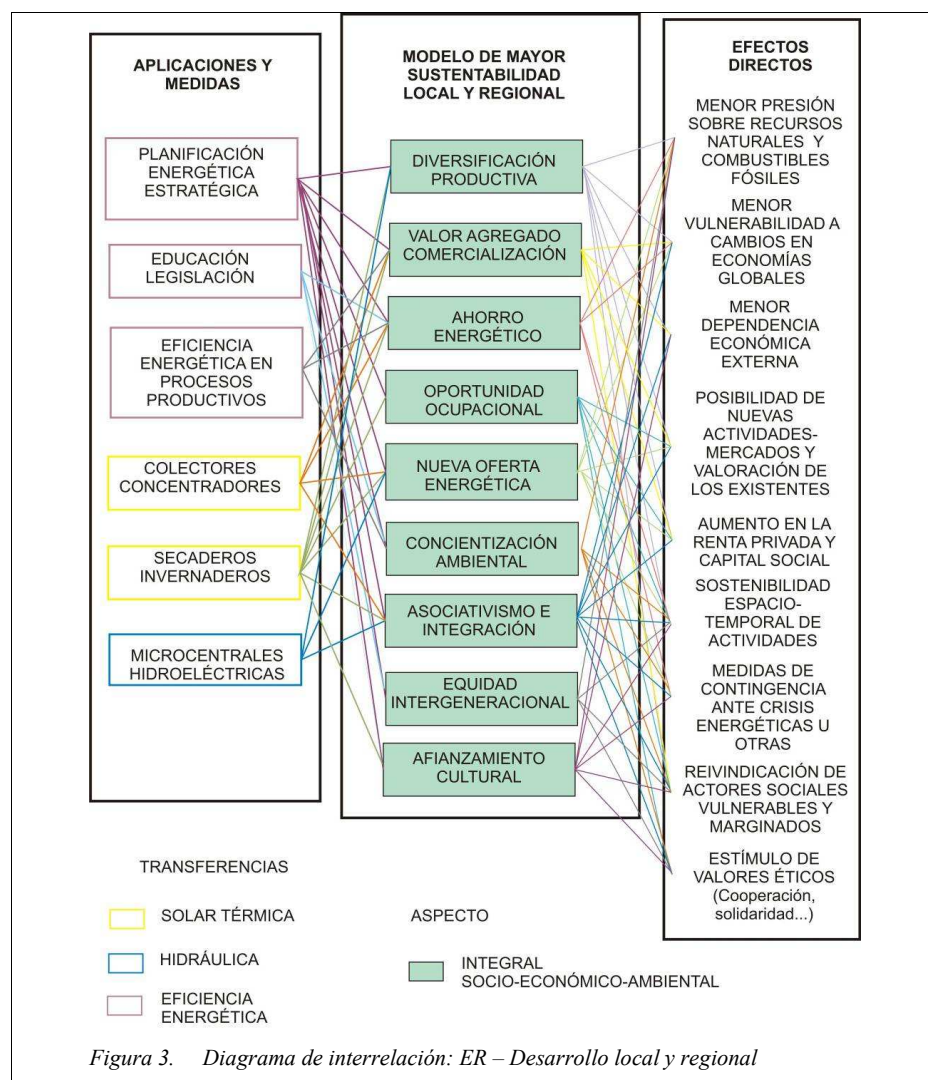 APLICACIONES Y
MEDIDAS
PLANIFICACIÓN
ENERGÉTICA
ESTRATÉGICA
EDUCACIÓN
LEGISLACIÓN
EFICIENCIA
ENERGÉTICA EN
PROCESOS
PRODUCTIVOS
COLECTORES
CONCENTRADORES
SECADEROS
INVERNADEROS
MICROCENTRALES
HIDROELÉCTRICAS
MODELO DE MAYOR
SUSTENTABILIDAD
LOCAL Y REGIONAL
DIVERSIFICACIÓN
PRODUCTIVA
VALOR AGREGADO
COMERCIALIZACIÓN
AHORRO
ENERGÉTICO
OPORTUNIDAD
OCUPACIONAL
NUEVA OFERTA
ENERGÉTICA
CONCIENTIZACIÓN
AMBIENTAL
ASOCIATIVISMO E
INTEGRACIÓN
EQUIDAD
INTERGENERACIONAL
AFIANZAMIENTO
CULTURAL
EFECTOS
DIRECTOS
MENOR PRESIÓN
SOBRE RECURSOS
NATURALES Y
COMBUSTIBLES
FÓSILES
MENOR
VULNERABILIDAD A
CAMBIOS EN
ECONOMÍAS
GLOBALES
MENOR
DEPENDENCIA
ECONÓMICA
EXTERNA
POSIBILIDAD DE
NUEVAS
ACTIVIDADES-
MERCADOS Y
VALORACIÓN DE
LOS EXISTENTES
AUMENTO EN LA
RENTA PRIVADA Y
CAPITAL SOCIAL
SOSTENIBILIDAD
ESPACIO-
TEMPORAL DE
ACTIVIDADES
MEDIDAS DE
CONTINGENCIA
ANTE CRISIS
ENERGÉTICAS U
OTRAS
REIVINDICACIÓN DE
ACTORES SOCIALES
VULNERABLES Y
MARGINADOS
ESTÍMULO DE
VALORES ÉTICOS
(Cooperación,
solidaridad...)
TRANSFERENCIAS
SOLAR TÉRMICA
HIDRÁULICA
EFICIENCIA
ENERGÉTICA
ASPECTO
INTEGRAL
SOCIO-ECONÓMICO-AMBIENTAL
Figura 3. Diagrama de interrelación: ER – Desarrollo local y regional